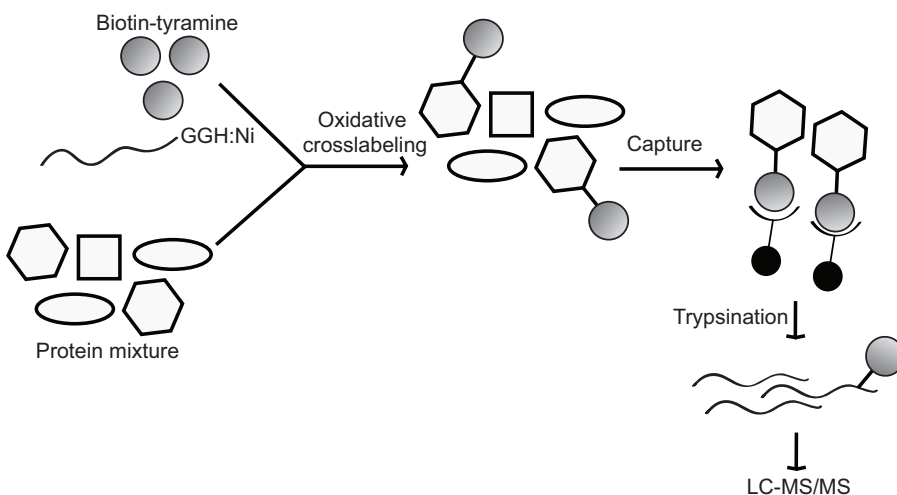 Biotin-tyramine
GGH:Ni
Protein mixture
Oxidative
crosslabeling
Capture
Trypsination
LC-MS/MS